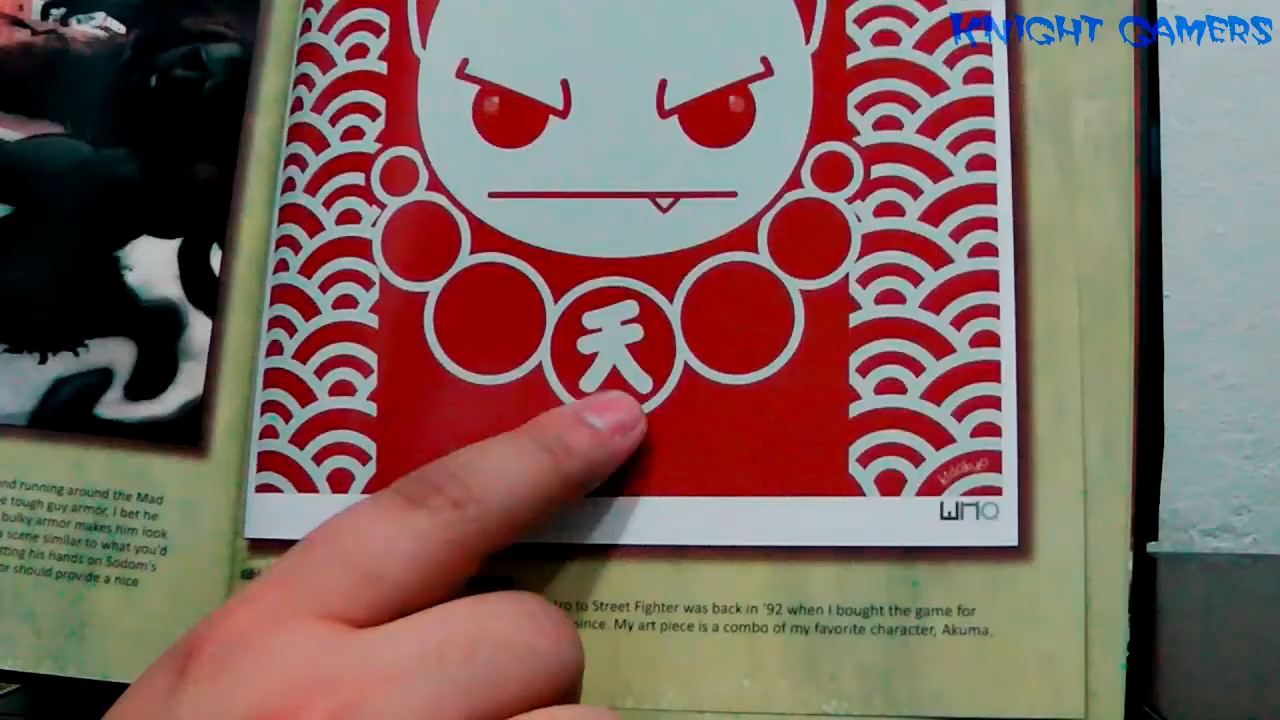 KNIGHT GAMERS
天
kidakuo
WMQ
nd running around the Mad
e tough guy armor, I bet he
bulky armor makes him look
a scene similar to what you'd
tting his hands on Sodom's
or should provide a nice
tro to Street Fighter was back in '92 when I bought the game for
since. My art piece is a combo of my favorite character, Akuma,